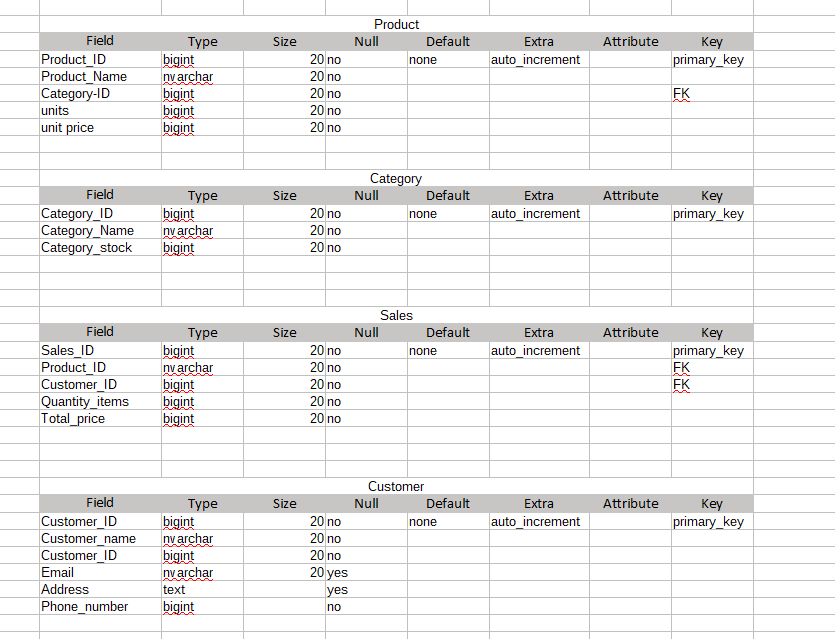 Product
Field Type Size Null Default Extra Attribute Key
Product_ID bigint 20 no none auto_increment primary_key
Product_Name nvarchar 20 no
Category-ID bigint 20 no FK
units bigint 20 no
unit price bigint 20 no
Category
Field Type Size Null Default Extra Attribute Key
Category_ID bigint 20 no none auto_increment primary_key
Category_Name nvarchar 20 no
Category_stock bigint 20 no
Sales
Field Type Size Null Default Extra Attribute Key
Sales_ID bigint 20 no none auto_increment primary_key
Product_ID nvarchar 20 no FK
Customer_ID bigint 20 no FK
Quantity_items bigint 20 no
Total_price bigint 20 no
Customer
Field Type Size Null Default Extra Attribute Key
Customer_ID bigint 20 no none auto_increment primary_key
Customer_name nvarchar 20 no
Customer_ID bigint 20 no
Email nvarchar 20 yes
Address text yes
Phone_number bigint no